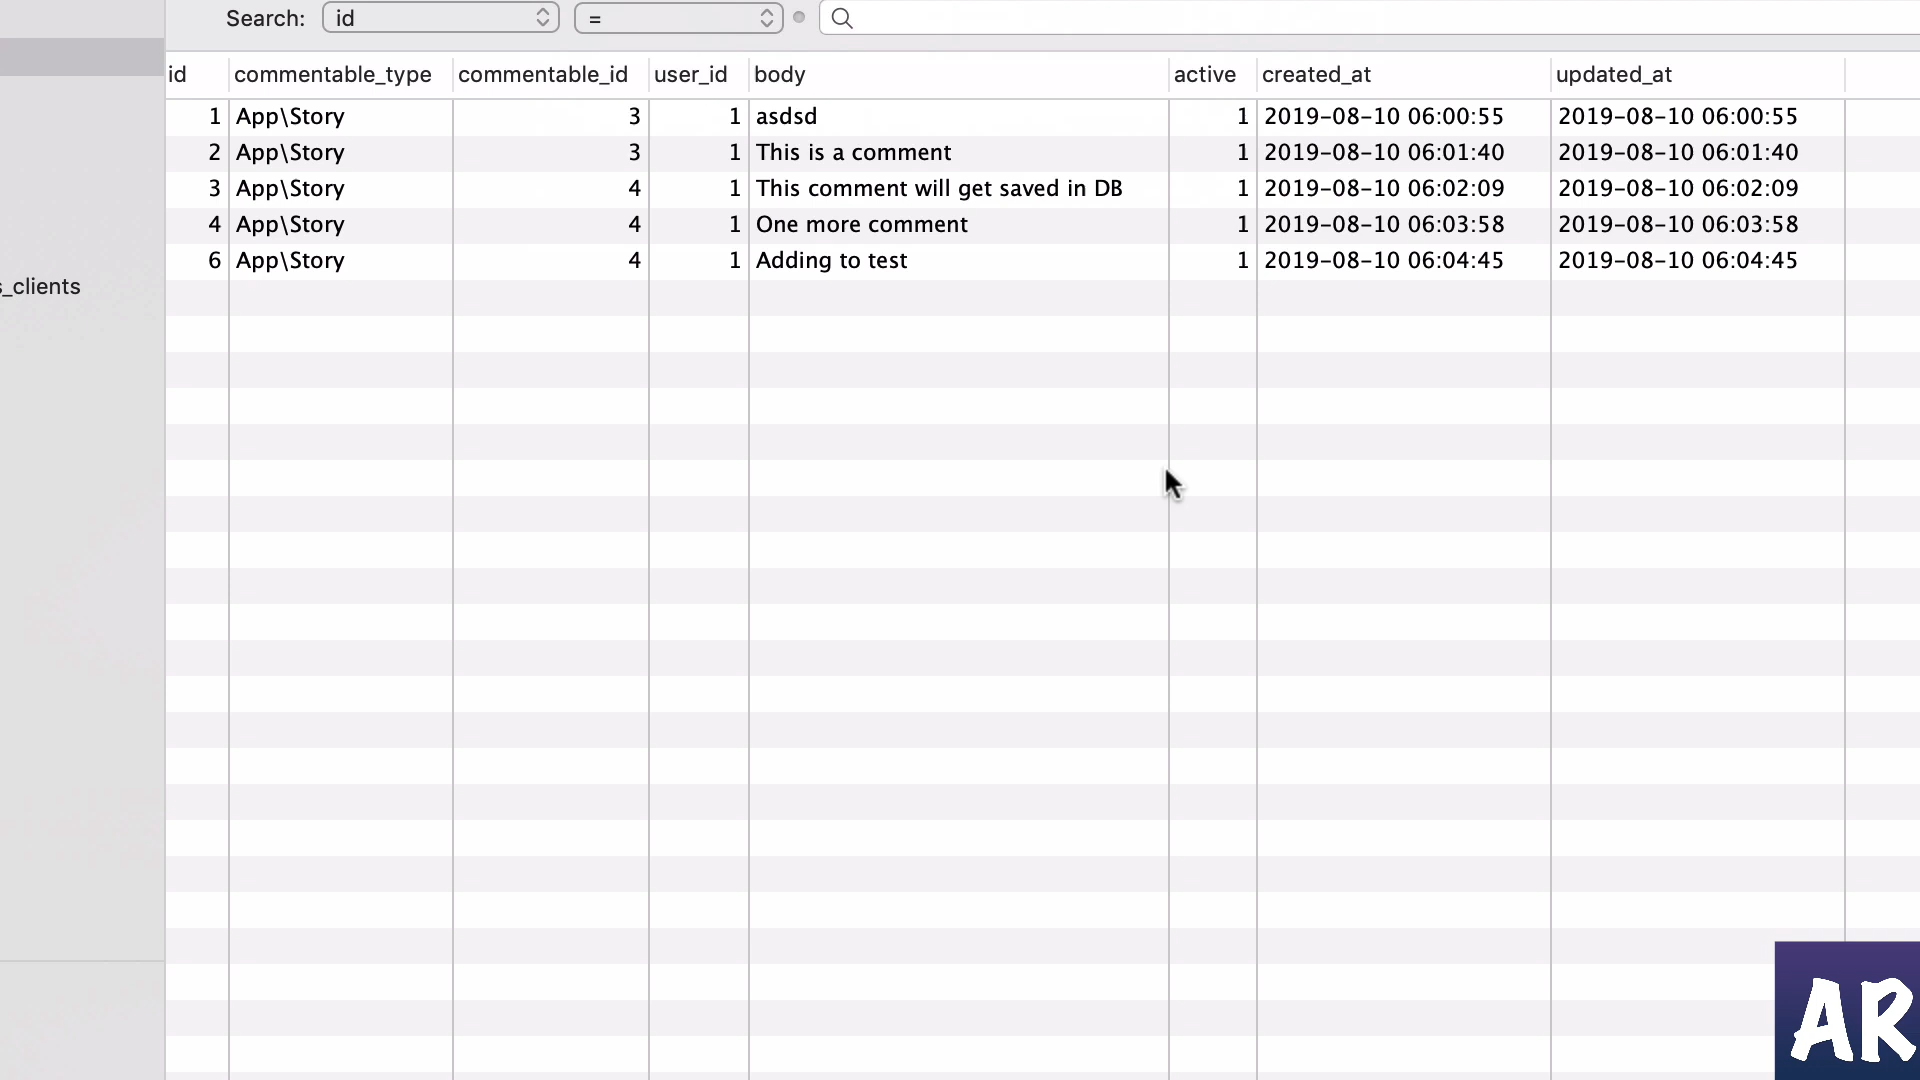 Search: id =
id commentable_type commentable_id user_id body active created_at updated_at
1 App\Story 3 1 asdsd 1 2019-08-10 06:00:55 2019-08-10 06:00:55
2 App\Story 3 1 This is a comment 1 2019-08-10 06:01:40 2019-08-10 06:01:40
3 App\Story 4 1 This comment will get saved in DB 1 2019-08-10 06:02:09 2019-08-10 06:02:09
4 App\Story 4 1 One more comment 1 2019-08-10 06:03:58 2019-08-10 06:03:58
6 App\Story 4 1 Adding to test 1 2019-08-10 06:04:45 2019-08-10 06:04:45
s_clients
AR